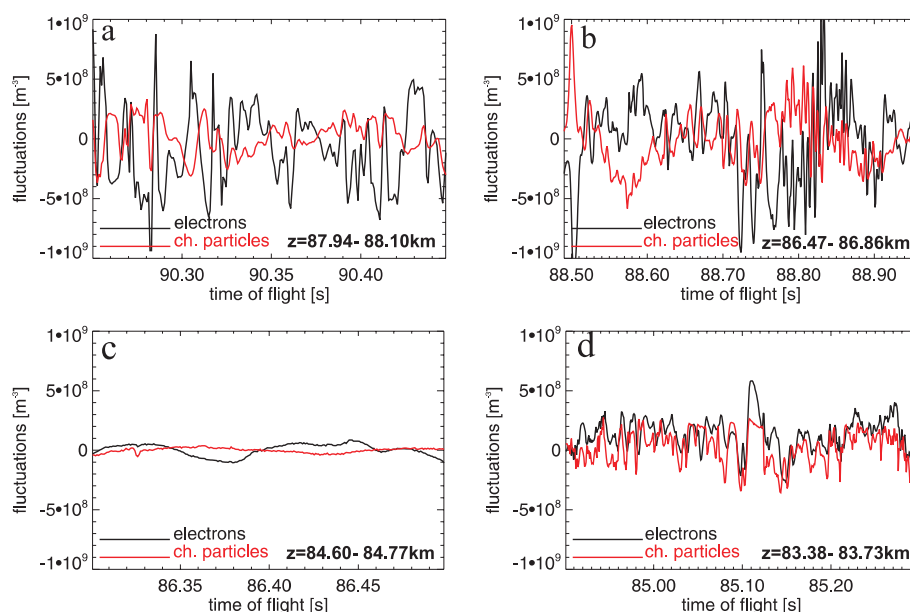 a
fluctuations [m⁻³]
1•10⁹
5•10⁸
0
-5•10⁸
-1•10⁹
electrons
ch. particles
z=87.94- 88.10km
90.30
90.35
90.40
time of flight [s]
b
fluctuations [m⁻³]
1•10⁹
5•10⁸
0
-5•10⁸
-1•10⁹
electrons
ch. particles
z=86.47- 86.86km
88.50
88.60
88.70
88.80
88.90
time of flight [s]
c
fluctuations [m⁻³]
1•10⁹
5•10⁸
0
-5•10⁸
-1•10⁹
electrons
ch. particles
z=84.60- 84.77km
86.35
86.40
86.45
time of flight [s]
d
fluctuations [m⁻³]
1•10⁹
5•10⁸
0
-5•10⁸
-1•10⁹
electrons
ch. particles
z=83.38- 83.73km
85.00
85.10
85.20
time of flight [s]